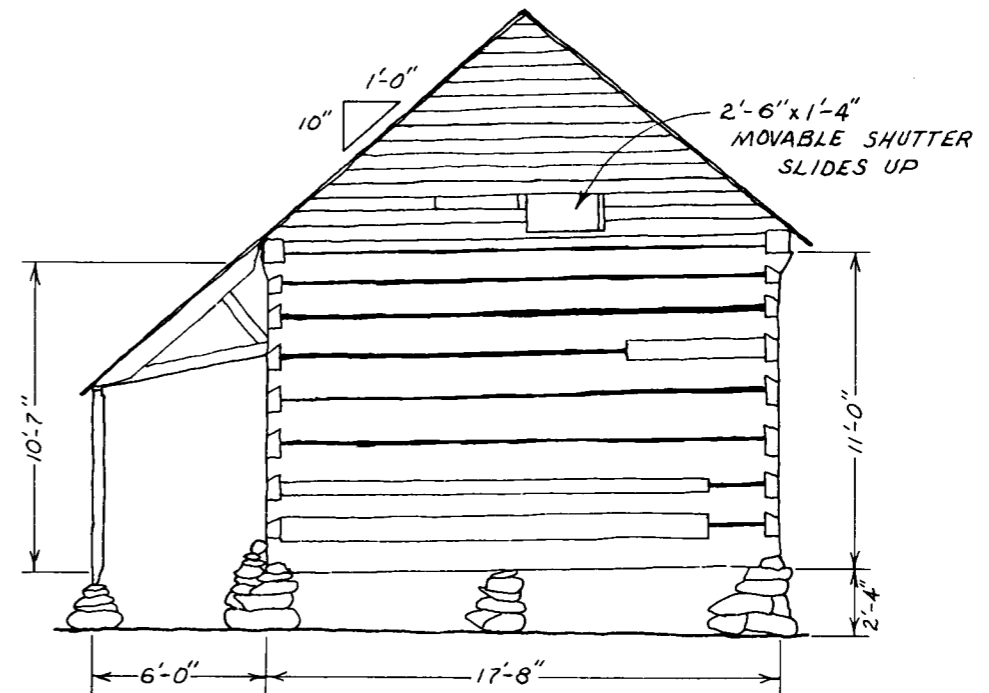 1'-0"
10"
2'-6" x 1'-4"
MOVABLE SHUTTER
SLIDES UP
10'-7"
11'-0"
2'-4"
6'-0"
17'-8"